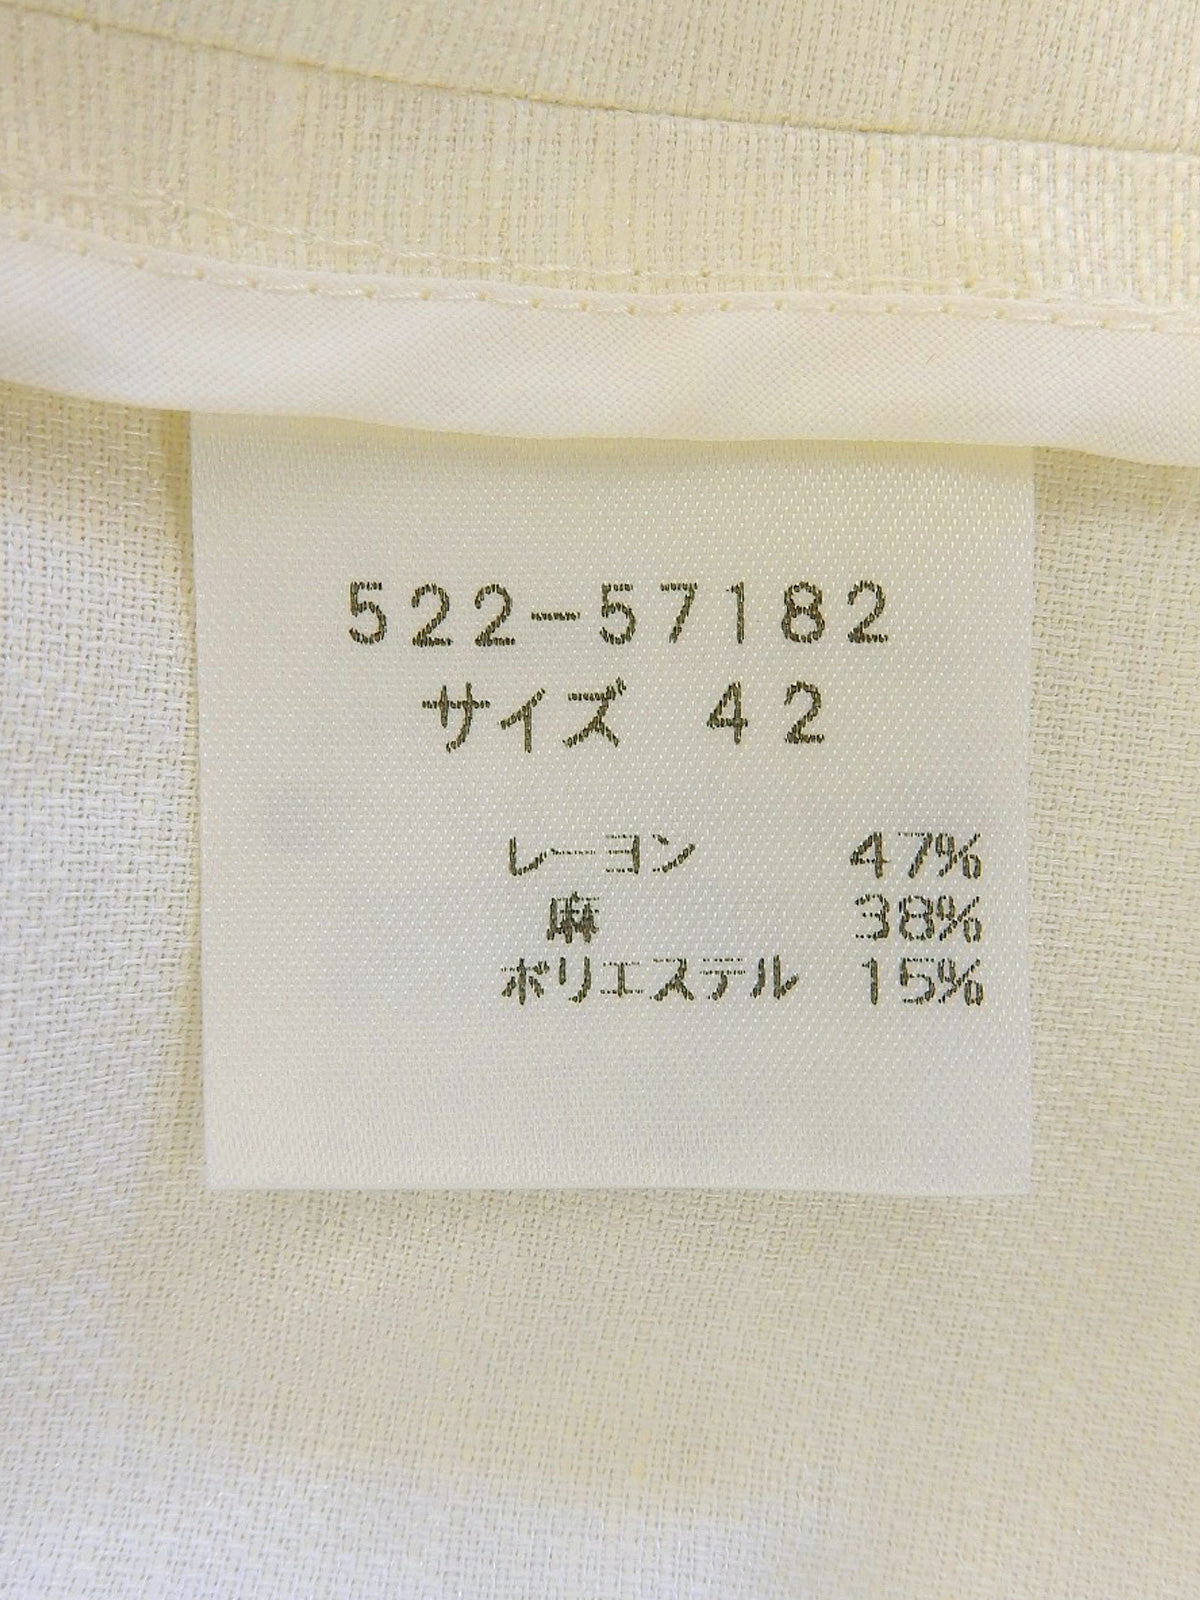 522-57182
サイズ 42
レーヨン 47%
麻 38%
ポリエステル 15%